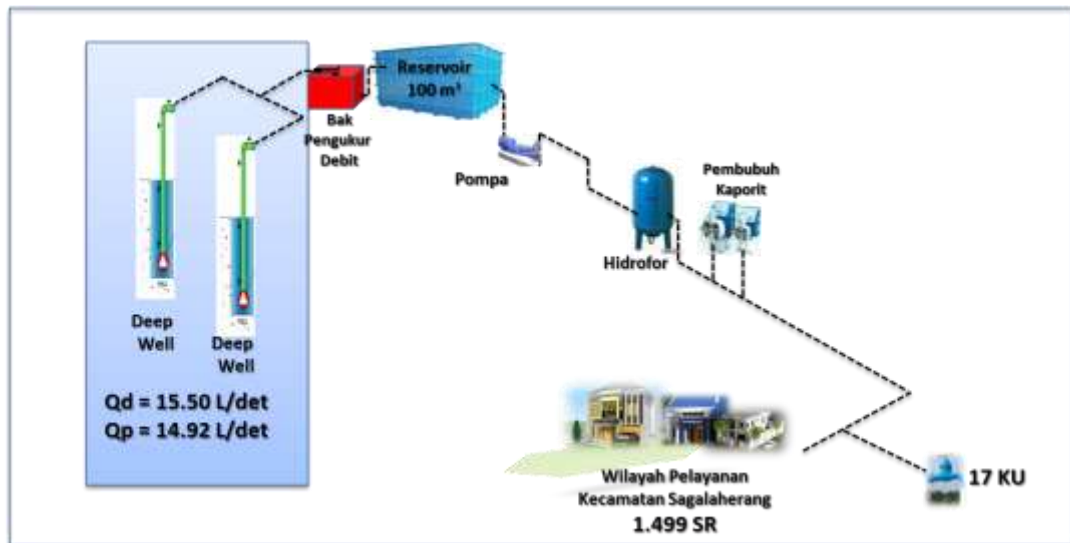 Reservoir
100 m³
Bak
Pengukur
Debit
Pompa
Pembubuh
Kaporit
Hidrofor
Deep
Well
Deep
Well
Qd = 15.50 L/det
Qp = 14.92 L/det
Wilayah Pelayanan
Kecamatan Sagalaherang
1.499 SR
17 KU